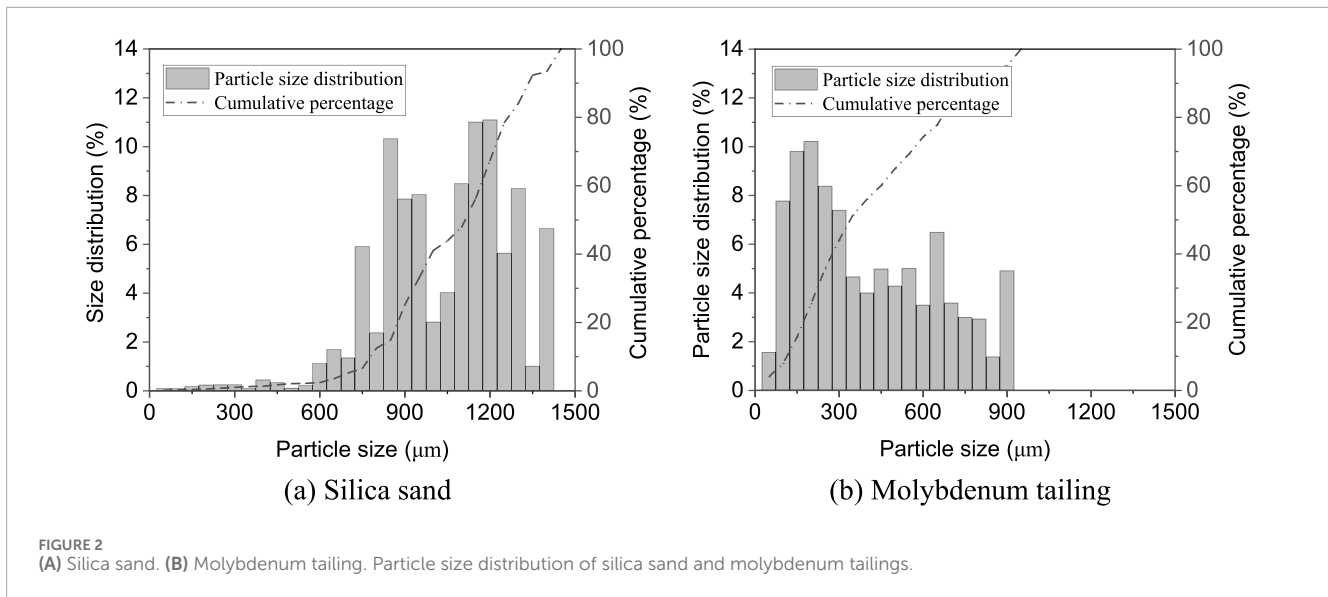 14
12
10
8
6
4
2
0
Size distribution (%)
Particle size distribution
Cumulative percentage
100
80
60
40
20
0
Cumulative percentage (%)
0 300 600 900 1200 1500
Particle size (μm)
(a) Silica sand
14
12
10
8
6
4
2
0
Particle size distribution (%)
Particle size distribution
Cumulative percentage
100
80
60
40
20
0
Cumulative percentage (%)
0 300 600 900 1200 1500
Particle size (μm)
(b) Molybdenum tailing
FIGURE 2
(A) Silica sand. (B) Molybdenum tailing. Particle size distribution of silica sand and molybdenum tailings.